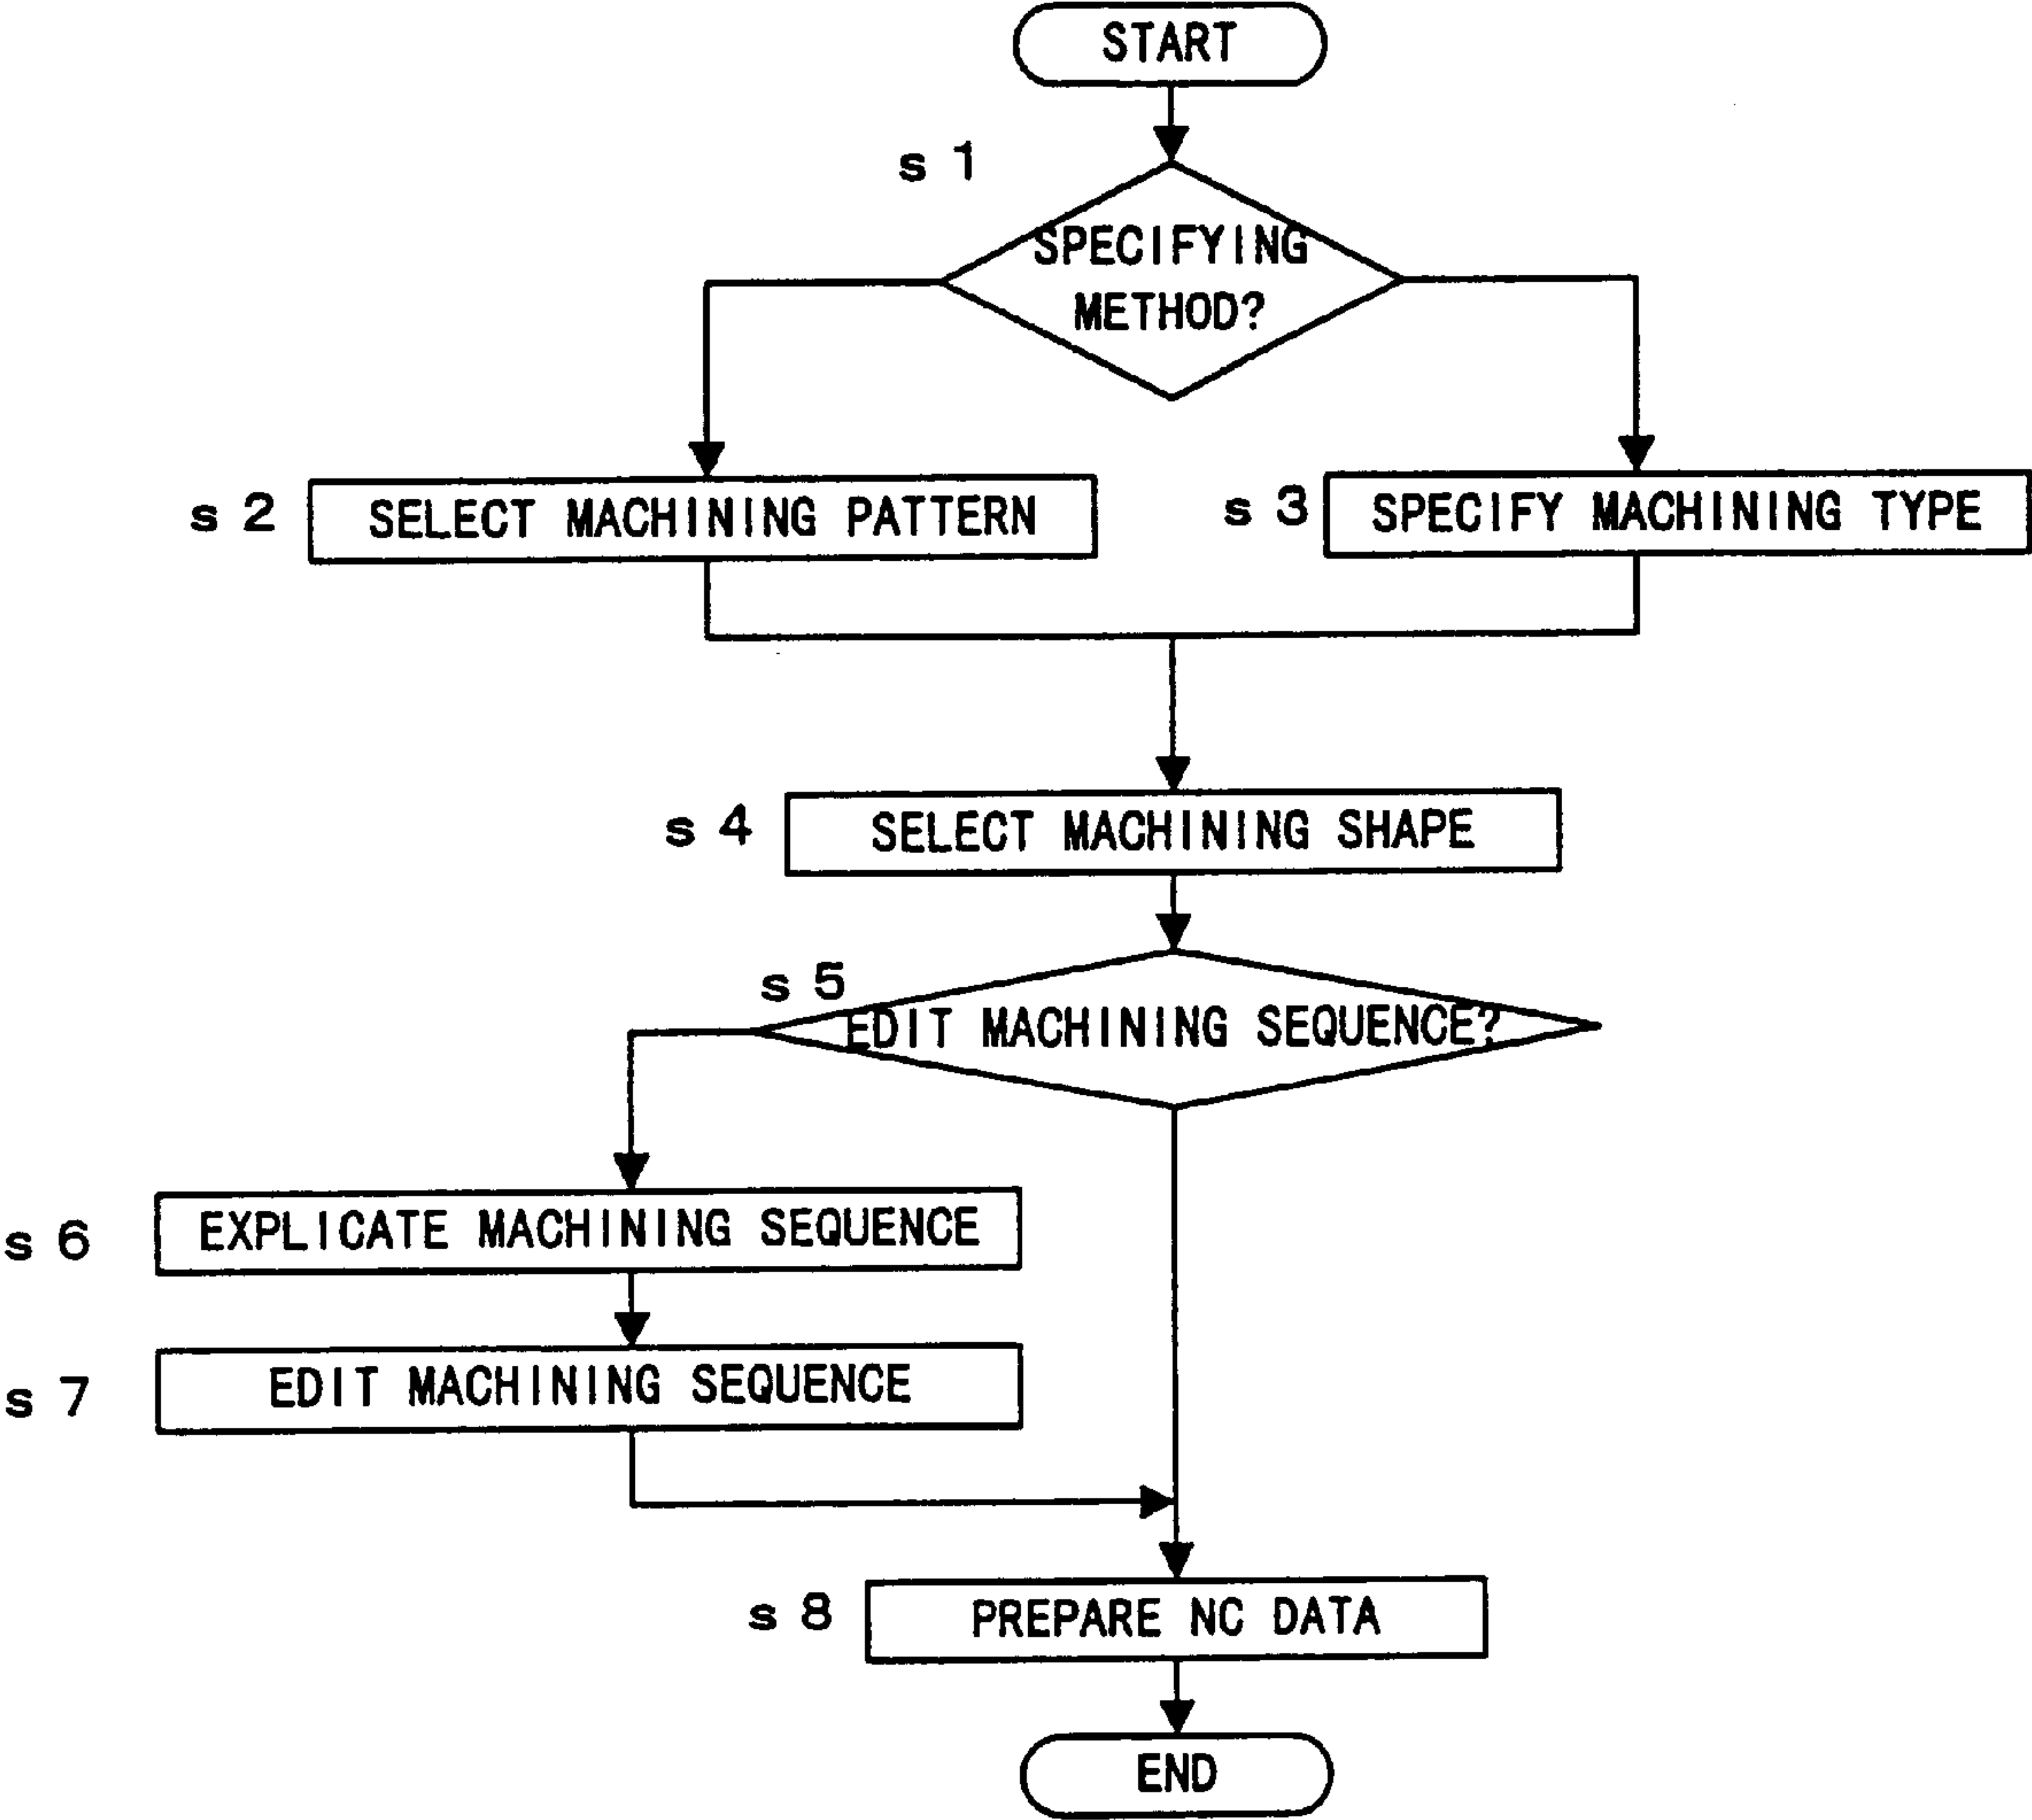 START
s 1
SPECIFYING
METHOD?
s 2
SELECT MACHINING PATTERN
s 3
SPECIFY MACHINING TYPE
s 4
SELECT MACHINING SHAPE
s 5
EDIT MACHINING SEQUENCE?
s 6
EXPLICATE MACHINING SEQUENCE
s 7
EDIT MACHINING SEQUENCE
s 8
PREPARE NC DATA
END